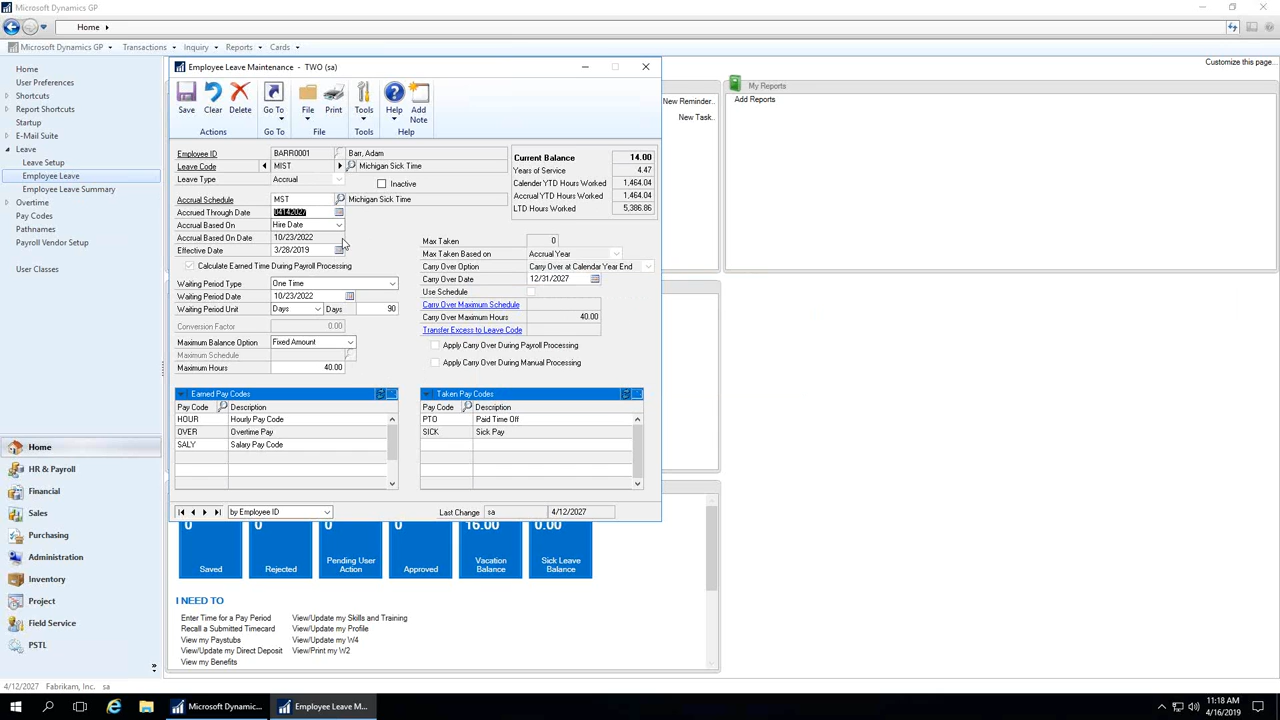 Microsoft Dynamics GP
Home
Microsoft Dynamics GP Transactions Inquiry Reports Cards
Customize this page...
Home
User Preferences
Shortcuts
Report Shortcuts
Startup
E-Mail Suite
Leave
Leave Setup
Employee Leave
Employee Leave Summary
Overtime
Pay Codes
Pathnames
Payroll Vendor Setup
User Classes
Home
HR & Payroll
Financial
Sales
Purchasing
Administration
Inventory
Project
Field Service
PSTL
4/12/2027 Fabrikam, Inc. sa
Employee Leave Maintenance - TWO (sa)
Save Clear Delete Go To File Print Tools Help Add Note
Actions Go To File Tools Help
Employee ID BARR0001 Barr, Adam
Leave Code MIST Michigan Sick Time
Leave Type Accrual
Inactive
Accrual Schedule MST Michigan Sick Time
Accrued Through Date 04142027
Accrual Based On Hire Date
Accrual Based On Date 10/23/2022
Effective Date 3/28/2019
Calculate Earned Time During Payroll Processing
Waiting Period Type One Time
Waiting Period Date 10/23/2022
Waiting Period Unit Days Days 90
Conversion Factor 0.00
Maximum Balance Option Fixed Amount
Maximum Schedule
Maximum Hours 40.00
Current Balance 14.00
Years of Service 4.47
Calender YTD Hours Worked 1,464.04
Accrual YTD Hours Worked 1,464.04
LTD Hours Worked 5,386.86
Max Taken 0
Max Taken Based on Accrual Year
Carry Over Option Carry Over at Calendar Year End
Carry Over Date 12/31/2027
Use Schedule
Carry Over Maximum Schedule
Carry Over Maximum Hours 40.00
Transfer Excess to Leave Code
Apply Carry Over During Payroll Processing
Apply Carry Over During Manual Processing
Earned Pay Codes
Pay Code Description
HOUR Hourly Pay Code
OVER Overtime Pay
SALY Salary Pay Code
Taken Pay Codes
Pay Code Description
PTO Paid Time Off
SICK Sick Pay
by Employee ID
Last Change sa 4/12/2027
New Reminder..
New Task..
My Reports
Add Reports
0 0 0 0 16.00 0.00
Saved Rejected Pending User Action Approved Vacation Balance Sick Leave Balance
I NEED TO
Enter Time for a Pay Period View/Update my Skills and Training
Recall a Submitted Timecard View/Update my Profile
View my Paystubs View/Update my W4
View/Update my Direct Deposit View/Print my W2
View my Benefits
Microsoft Dynamic... Employee Leave M...
11:18 AM
4/16/2019